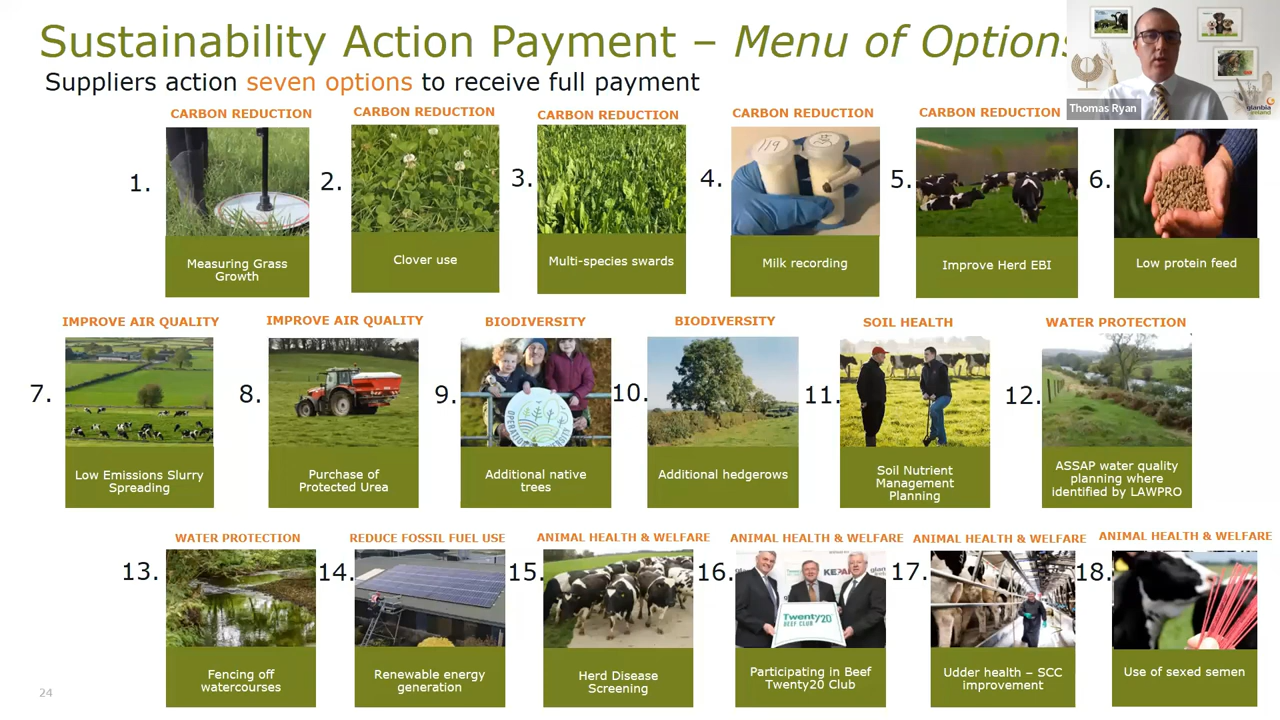 Sustainability Action Payment – Menu of Options
Suppliers action seven options to receive full payment
Thomas Ryan
glanbia
ireland
CARBON REDUCTION
CARBON REDUCTION
CARBON REDUCTION
CARBON REDUCTION
CARBON REDUCTION
1.
2.
3.
4.
119
5.
6.
Measuring Grass
Growth
Clover use
Multi-species swards
Milk recording
Improve Herd EBI
Low protein feed
IMPROVE AIR QUALITY
IMPROVE AIR QUALITY
BIODIVERSITY
BIODIVERSITY
SOIL HEALTH
WATER PROTECTION
7.
8.
9.
10.
11.
12.
Low Emissions Slurry
Spreading
Purchase of
Protected Urea
Additional native
trees
Additional hedgerows
Soil Nutrient
Management
Planning
ASSAP water quality
planning where
identified by LAWPRO
WATER PROTECTION
REDUCE FOSSIL FUEL USE
ANIMAL HEALTH & WELFARE
ANIMAL HEALTH & WELFARE
ANIMAL HEALTH & WELFARE
ANIMAL HEALTH & WELFARE
13.
14.
15.
16.
Twenty20
BEEF CLUB
17.
18.
Fencing off
watercourses
Renewable energy
generation
Herd Disease
Screening
Participating in Beef
Twenty20 Club
Udder health – SCC
improvement
Use of sexed semen
24